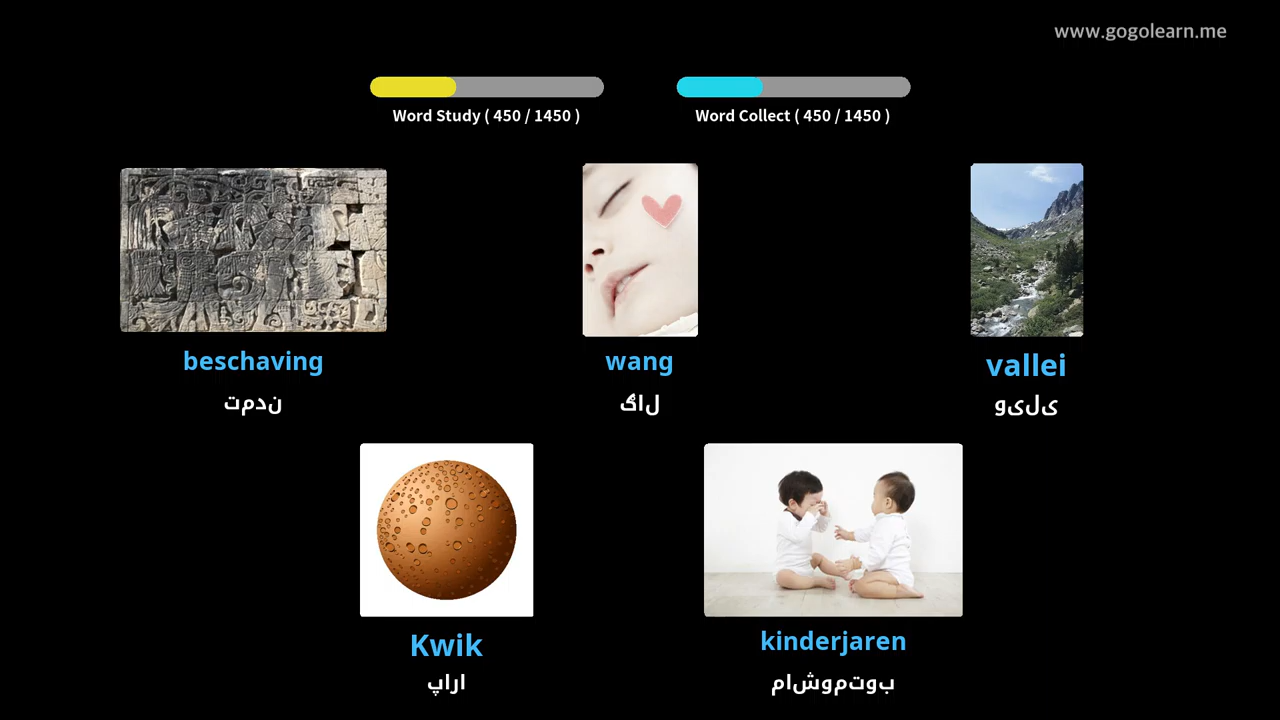 www.gogolearn.me
Word Study ( 450 / 1450 )
Word Collect ( 450 / 1450 )
beschaving
ندمت
wang
لاگ
vallei
یلیو
Kwik
اراپ
kinderjaren
بوتموشام